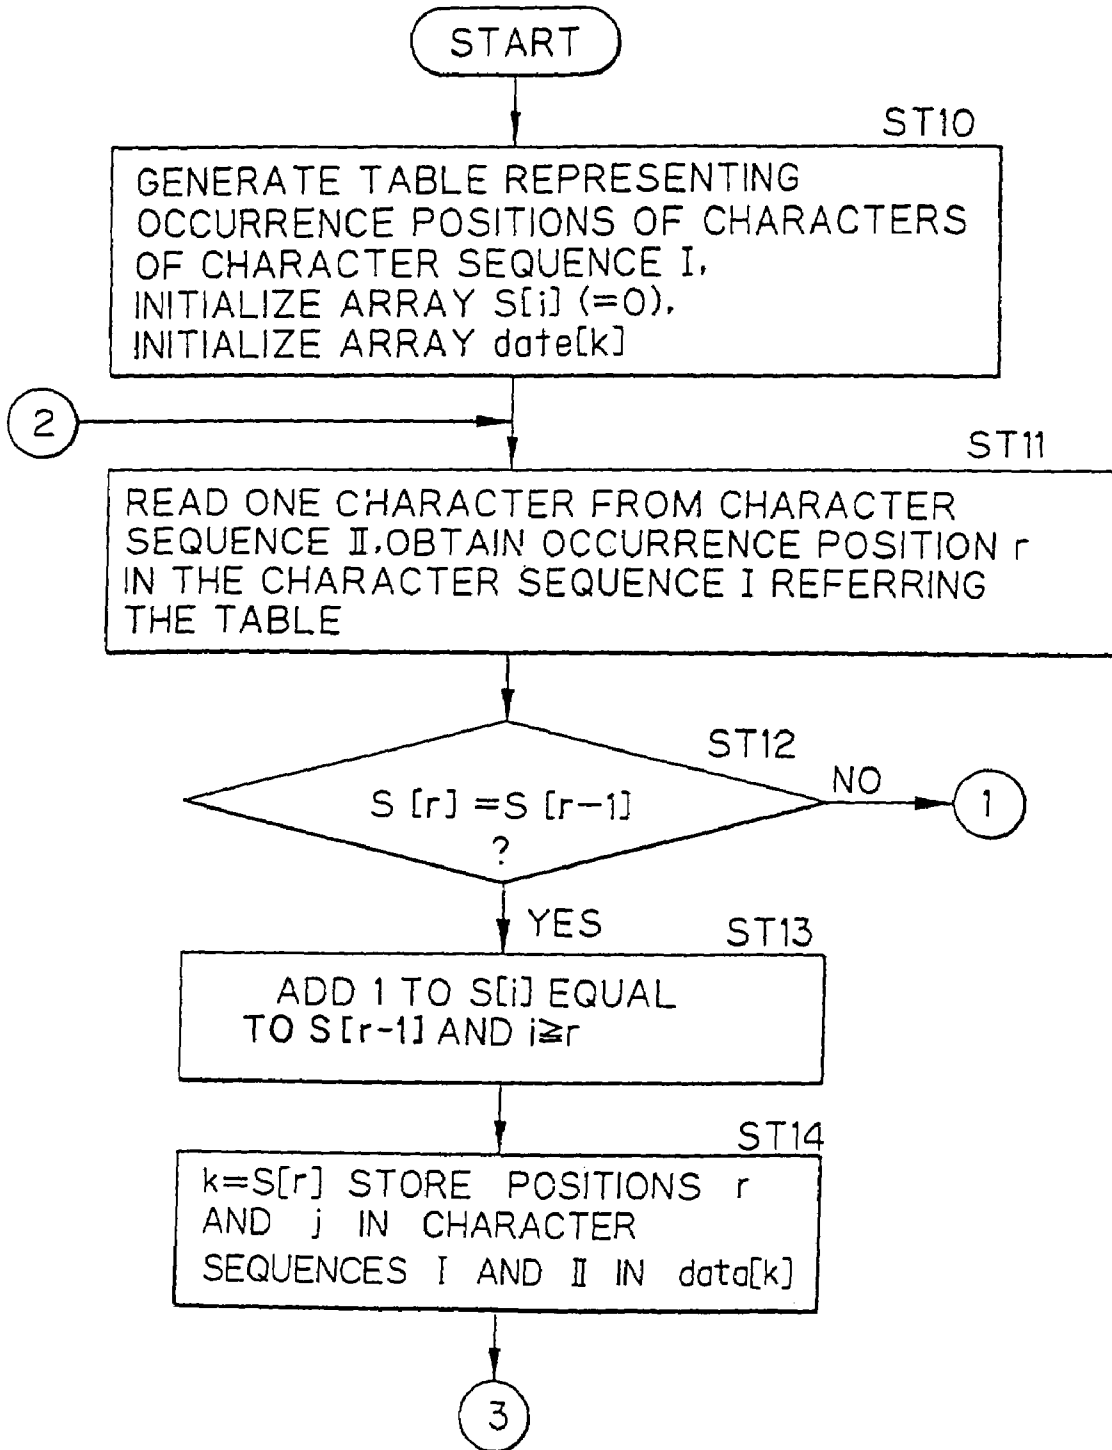 START
ST10
GENERATE TABLE REPRESENTING
OCCURRENCE POSITIONS OF CHARACTERS
OF CHARACTER SEQUENCE I,
INITIALIZE ARRAY S[i] (=0),
INITIALIZE ARRAY date[k]
2
ST11
READ ONE CHARACTER FROM CHARACTER
SEQUENCE II,OBTAIN OCCURRENCE POSITION r
IN THE CHARACTER SEQUENCE I REFERRING
THE TABLE
ST12
S [r] =S [r-1]
?
NO
1
YES
ST13
ADD 1 TO S[i] EQUAL
TO S[r-1] AND i≧r
ST14
k=S[r] STORE POSITIONS r
AND j IN CHARACTER
SEQUENCES I AND II IN data[k]
3